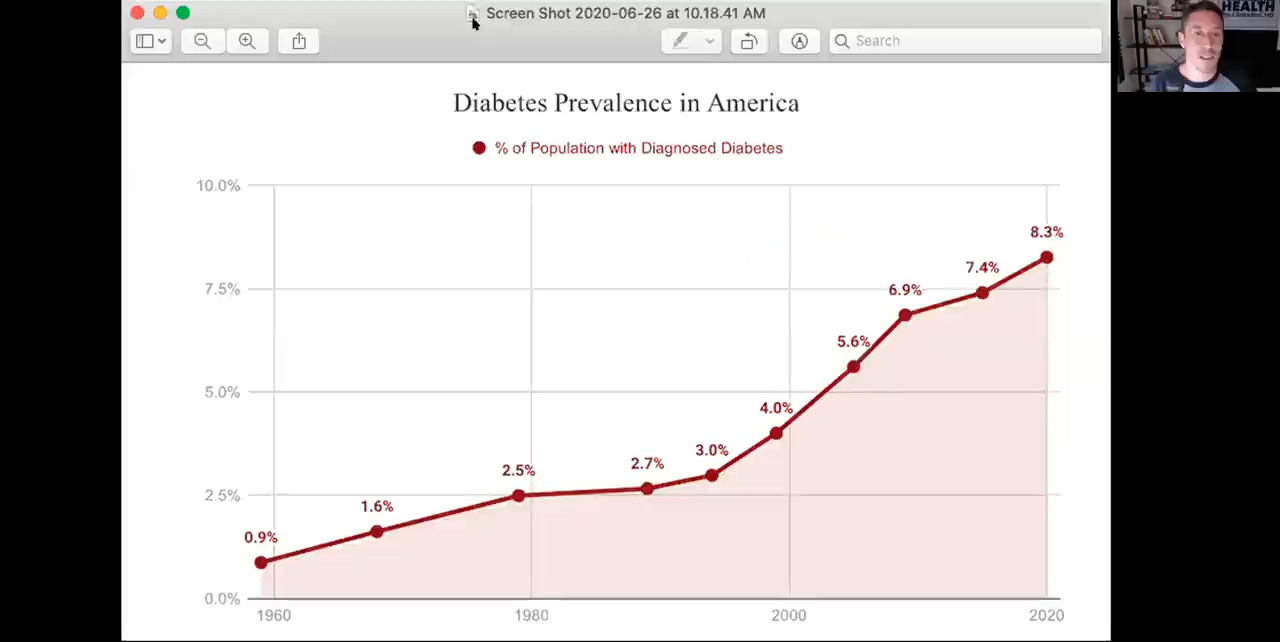 Screen Shot 2020-06-26 at 10.18.41 AM
HEALTH
Search
Diabetes Prevalence in America
% of Population with Diagnosed Diabetes
10.0%
8.3%
7.5%
7.4%
6.9%
5.6%
5.0%
4.0%
3.0%
2.7%
2.5%
2.5%
1.6%
0.9%
0.0%
1960 1980 2000 2020